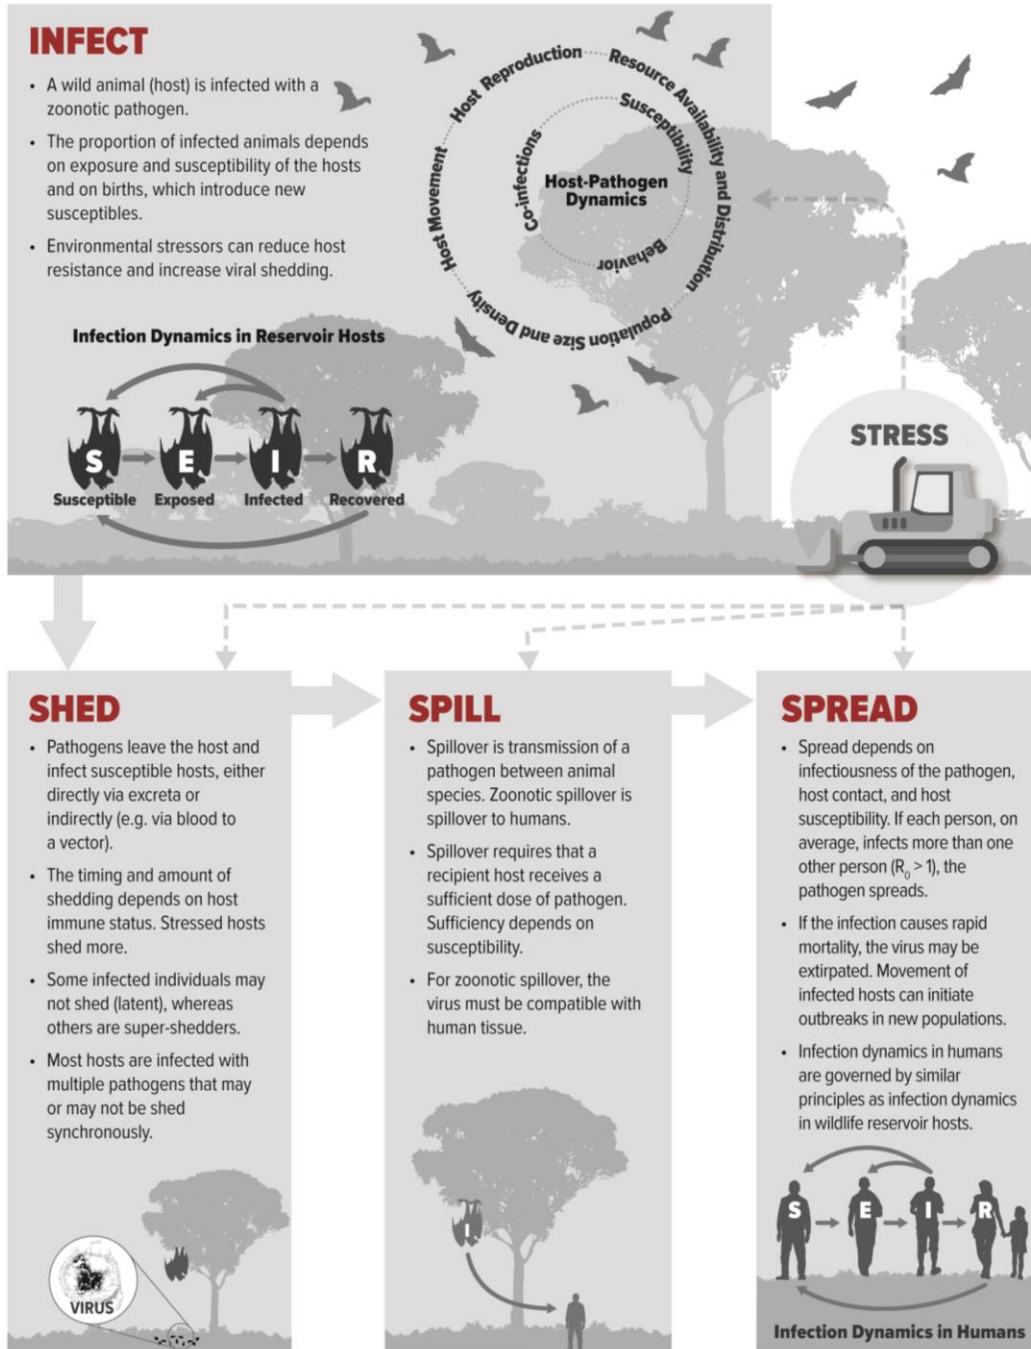 INFECT
• A wild animal (host) is infected with a
zoonotic pathogen.
• The proportion of infected animals depends
on exposure and susceptibility of the hosts
and on births, which introduce new
susceptibles.
• Environmental stressors can reduce host
resistance and increase viral shedding.
Host Reproduction
Resource Availability and Distribution
Population Size and Density
Host Movement
Susceptibility
Behavior
Co-infections
Host-Pathogen
Dynamics
Infection Dynamics in Reservoir Hosts
S E I R
Susceptible Exposed Infected Recovered
STRESS
SHED
• Pathogens leave the host and
infect susceptible hosts, either
directly via excreta or
indirectly (e.g. via blood to
a vector).
• The timing and amount of
shedding depends on host
immune status. Stressed hosts
shed more.
• Some infected individuals may
not shed (latent), whereas
others are super-shedders.
• Most hosts are infected with
multiple pathogens that may
or may not be shed
synchronously.
VIRUS
SPILL
• Spillover is transmission of a
pathogen between animal
species. Zoonotic spillover is
spillover to humans.
• Spillover requires that a
recipient host receives a
sufficient dose of pathogen.
Sufficiency depends on
susceptibility.
• For zoonotic spillover, the
virus must be compatible with
human tissue.
I
SPREAD
• Spread depends on
infectiousness of the pathogen,
host contact, and host
susceptibility. If each person, on
average, infects more than one
other person (R₀ > 1), the
pathogen spreads.
• If the infection causes rapid
mortality, the virus may be
extirpated. Movement of
infected hosts can initiate
outbreaks in new populations.
• Infection dynamics in humans
are governed by similar
principles as infection dynamics
in wildlife reservoir hosts.
S E I R
Infection Dynamics in Humans